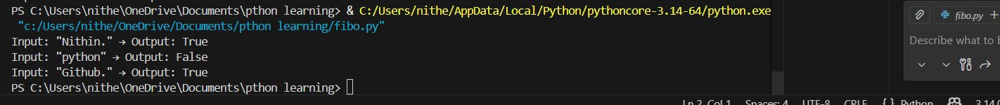 PS C:\Users\nithe\OneDrive\Documents\pthon learning> & C:/Users/nithe/AppData/Local/Python/pythoncore-3.14-64/python.exe
"c:/Users/nithe/OneDrive/Documents/pthon learning/fibo.py"
Input: "Nithin." → Output: True
Input: "python" → Output: False
Input: "Github." → Output: True
PS C:\Users\nithe\OneDrive\Documents\pthon learning>
fibo.py +
Describe what to b
Ln 2, Col 1 Spaces: 4 UTF-8 CRLF {} Python 3.14.0